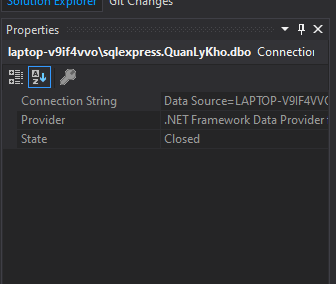 Solution Explorer Git Changes
Properties
laptop-v9if4vvo\sqlexpress.QuanLyKho.dbo Connection
Connection String Data Source=LAPTOP-V9IF4VVO
Provider .NET Framework Data Provider
State Closed